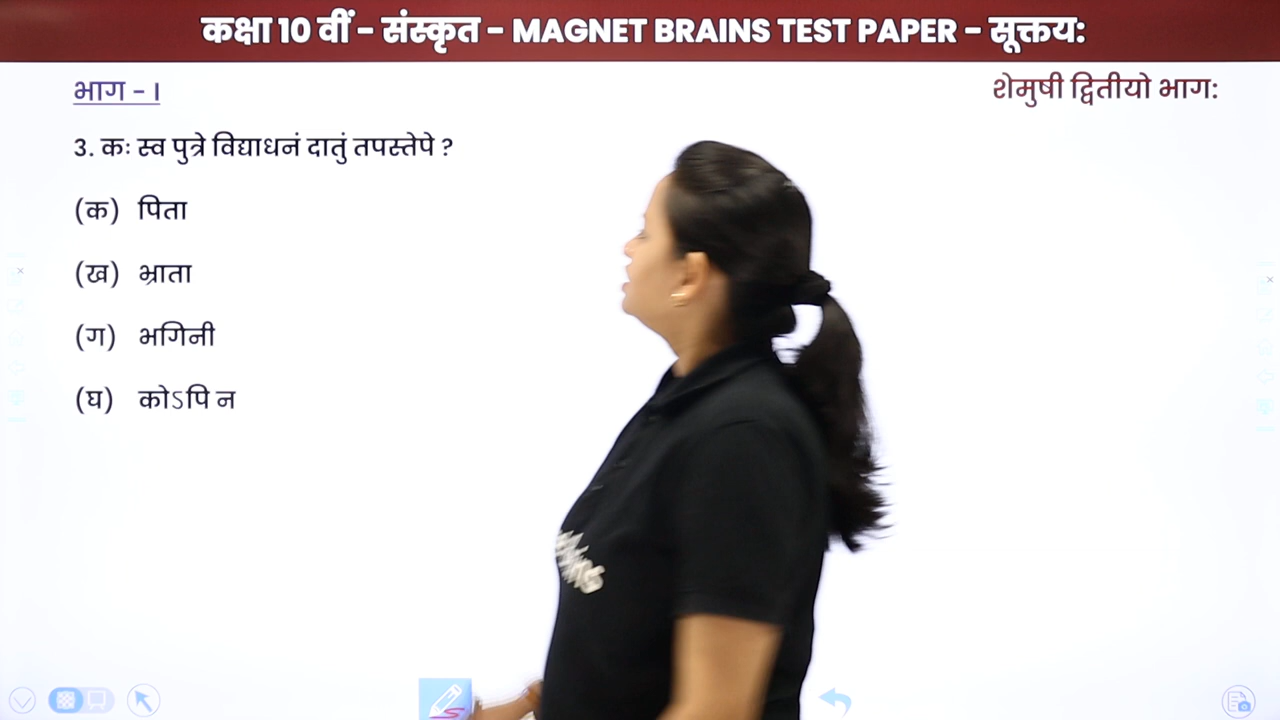 कक्षा 10 वीं - संस्कृत - MAGNET BRAINS TEST PAPER - सूक्तय:
भाग - I
शेमुषी द्वितीयो भाग:
3. कः स्व पुत्रे विद्याधनं दातुं तपस्तेपे ?
(क) पिता
(ख) भ्राता
(ग) भगिनी
(घ) कोऽपि न